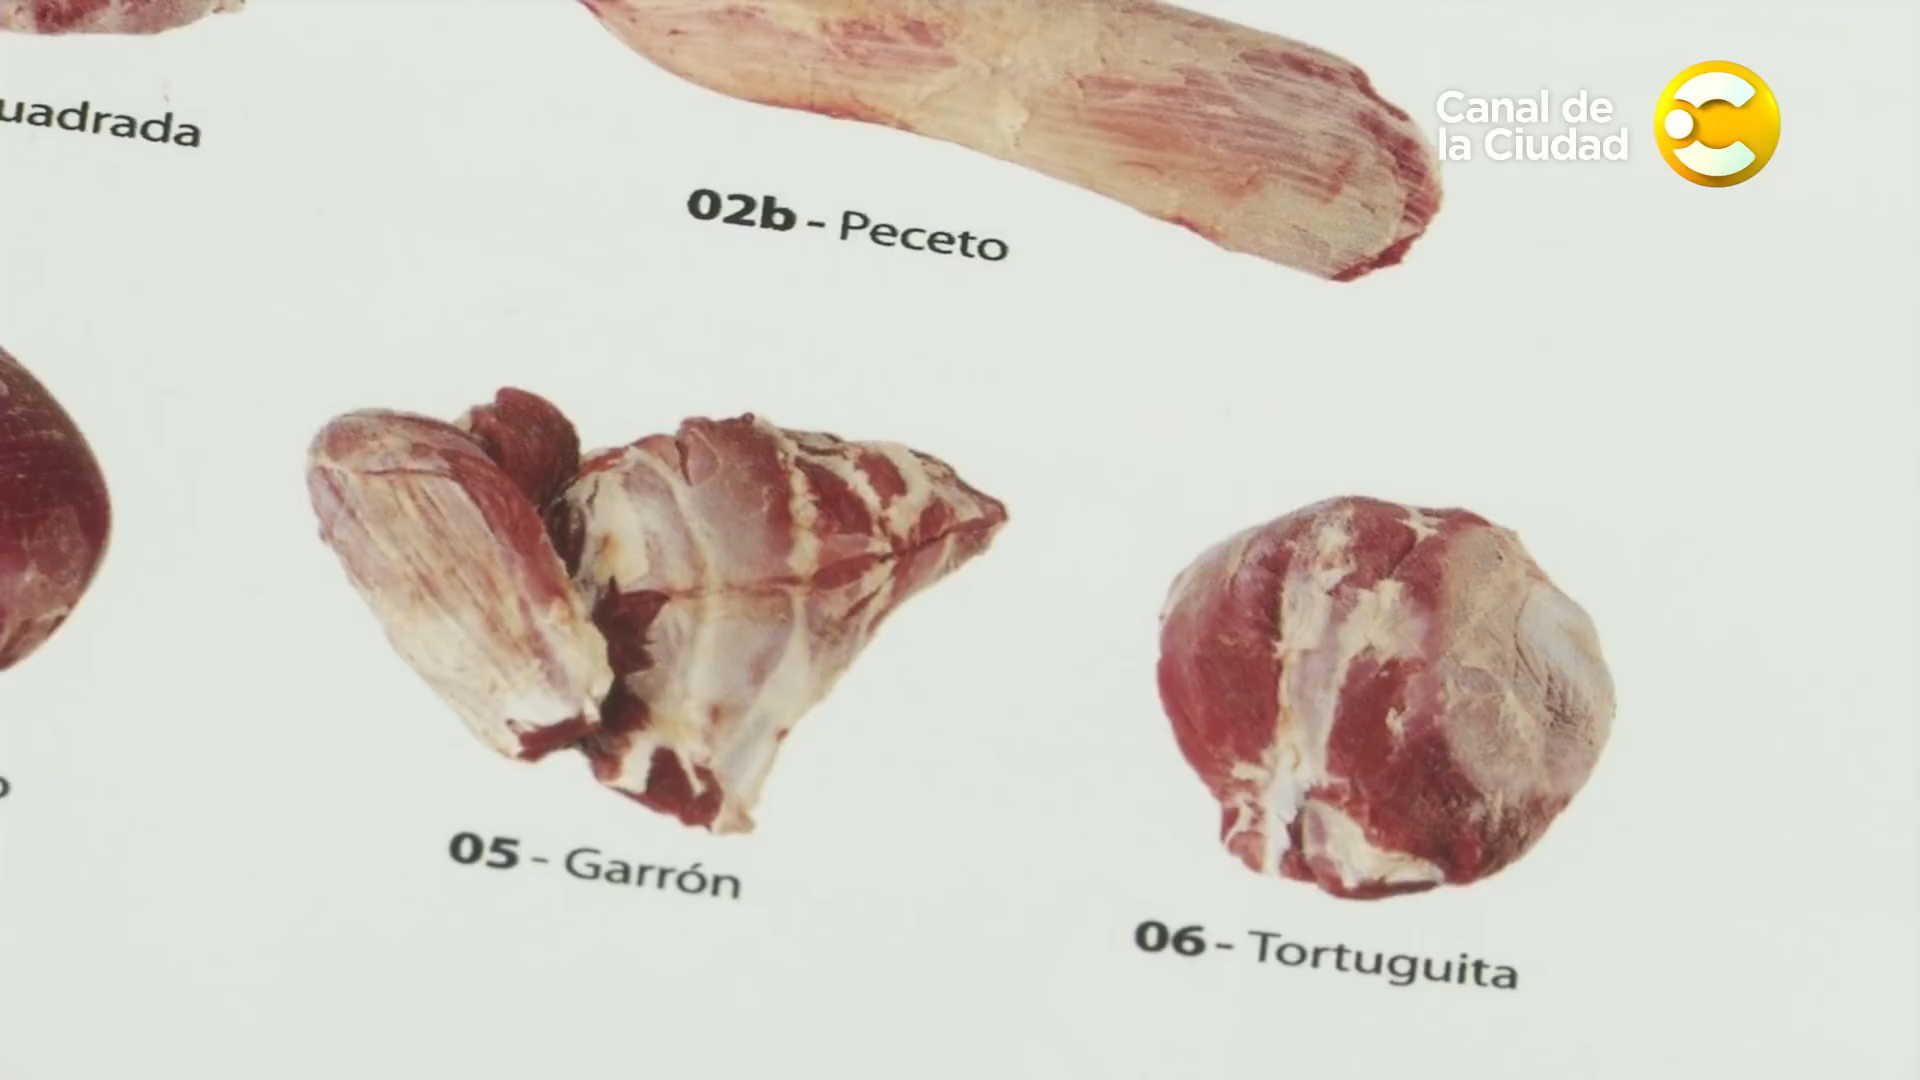 Canal de
la Ciudad
uadrada
02b - Peceto
05 - Garrón
06 - Tortuguita